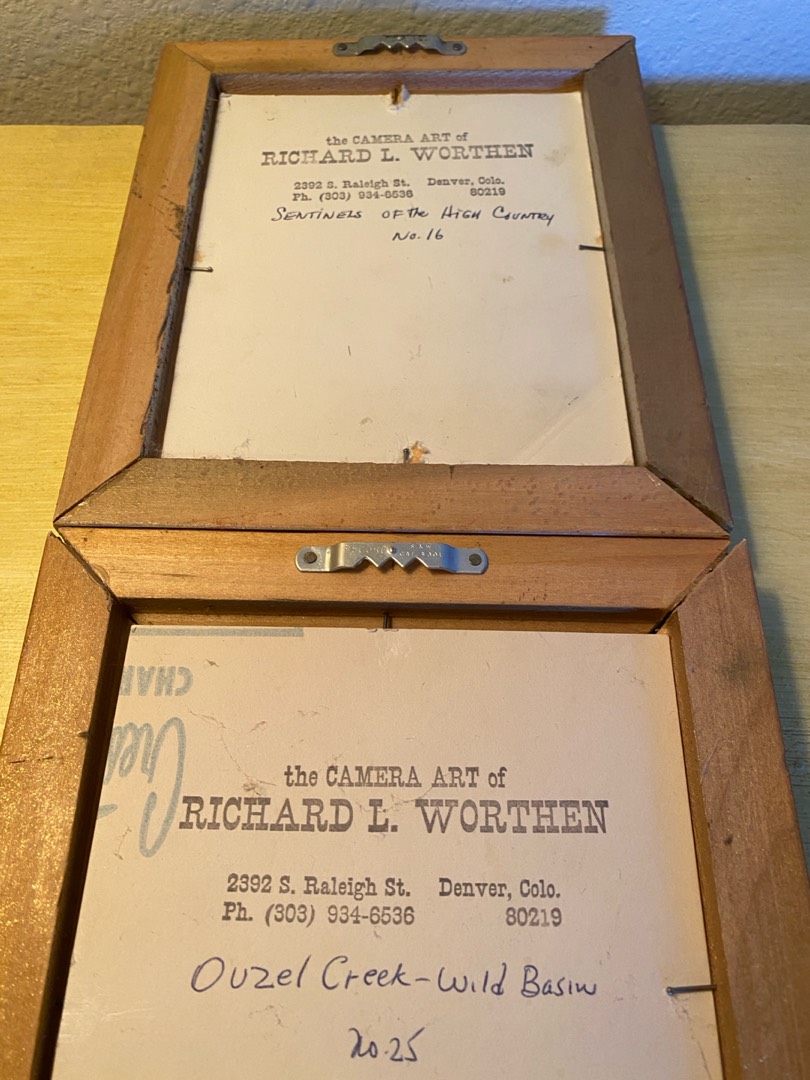 the CAMERA ART of
RICHARD L. WORTHEN
2392 S. Raleigh St. Denver, Colo.
Ph. (303) 934-6536 80219
SENTINELS OF the HIGH COUNTRY
No. 16
the CAMERA ART of
RICHARD L. WORTHEN
2392 S. Raleigh St. Denver, Colo.
Ph. (303) 934-6536 80219
Ouzel Creek - Wild Basin
No. 25